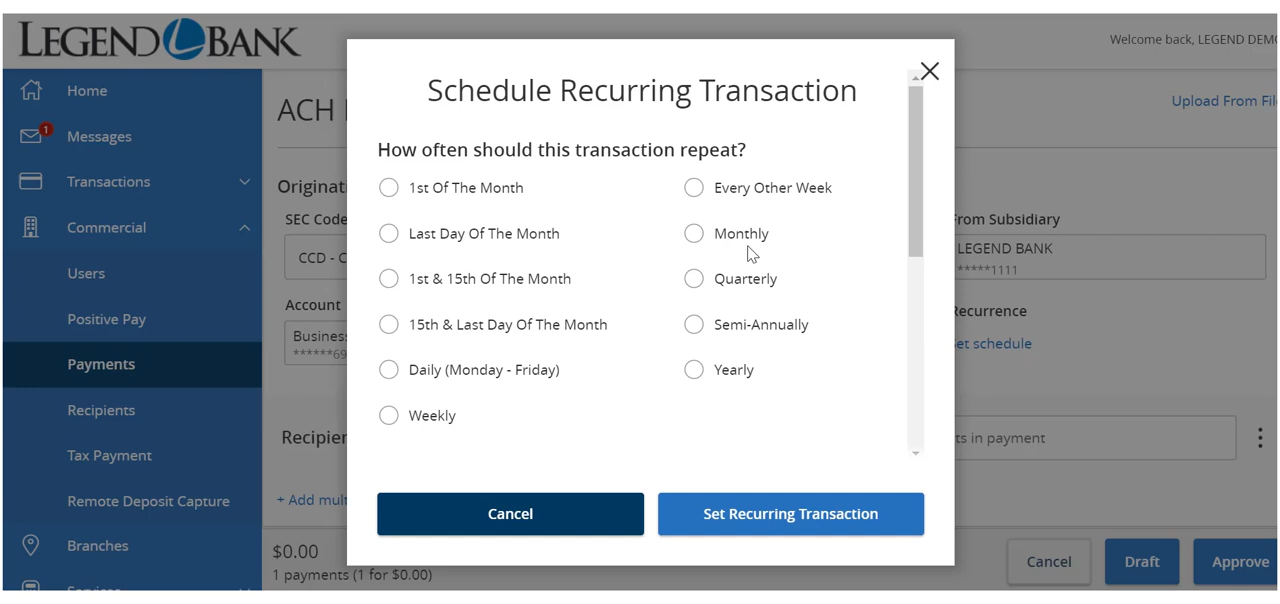 LEGEND BANK
Welcome back, LEGEND DEMO
Home
1
Messages
Transactions
Commercial
Users
Positive Pay
Payments
Recipients
Tax Payment
Remote Deposit Capture
Branches
Services
ACH
Upload From File
SEC Code
CCD - C
From Subsidiary
LEGEND BANK
*****1111
Account
Business
******69
Recurrence
Set schedule
Recipien
ts in payment
+ Add mult
$0.00
1 payments (1 for $0.00)
Cancel
Draft
Approve
Schedule Recurring Transaction
How often should this transaction repeat?
1st Of The Month
Every Other Week
Last Day Of The Month
Monthly
1st & 15th Of The Month
Quarterly
15th & Last Day Of The Month
Semi-Annually
Daily (Monday - Friday)
Yearly
Weekly
Cancel
Set Recurring Transaction